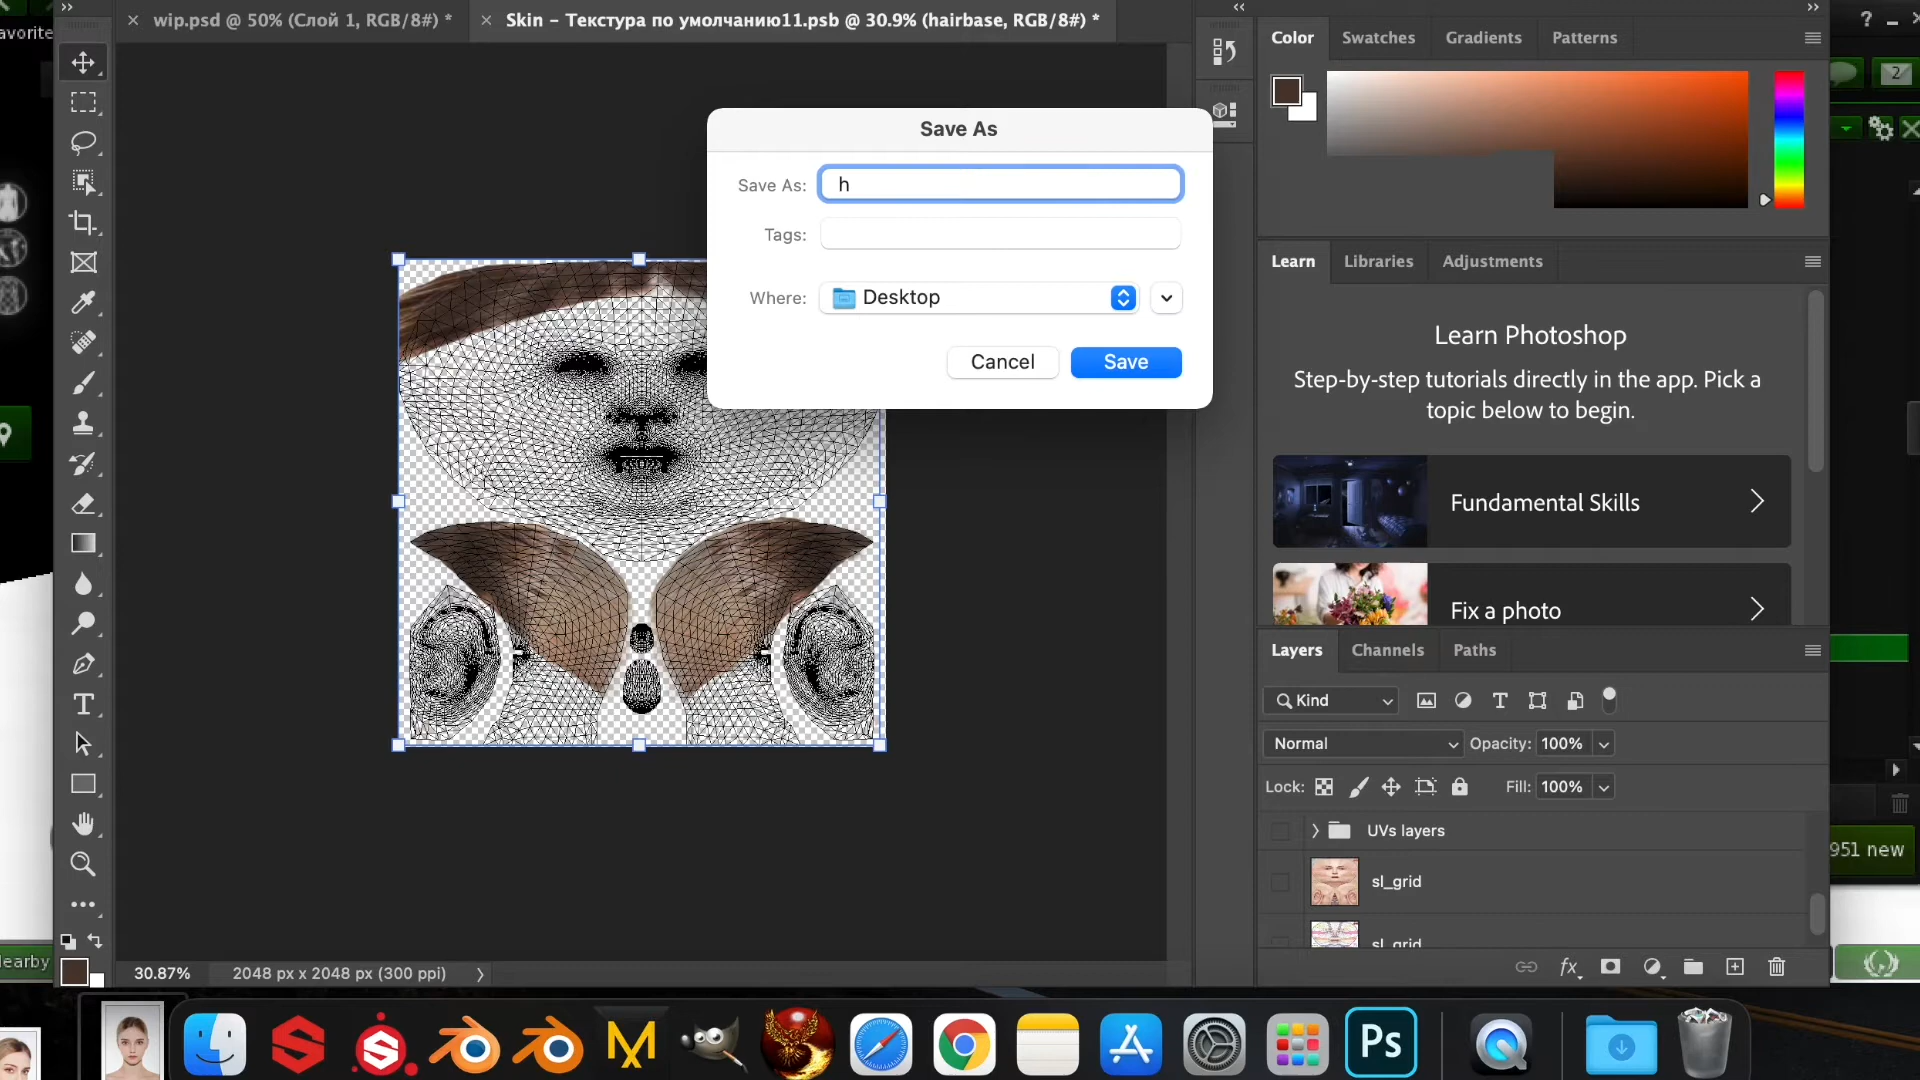 wip.psd @ 50% (Слой 1, RGB/8#) *
Skin – Текстура по умолчанию11.psb @ 30.9% (hairbase, RGB/8#) *
Color
Swatches
Gradients
Patterns
2
Save As
Save As: h
Tags:
Where: Desktop
Cancel
Save
Learn
Libraries
Adjustments
Learn Photoshop
Step-by-step tutorials directly in the app. Pick a
topic below to begin.
Fundamental Skills
Fix a photo
Layers
Channels
Paths
Kind
Normal
Opacity: 100%
Lock:
Fill: 100%
UVs layers
951 new
sl_grid
sl_grid
30.87%
2048 px x 2048 px (300 ppi)
fx
Ps